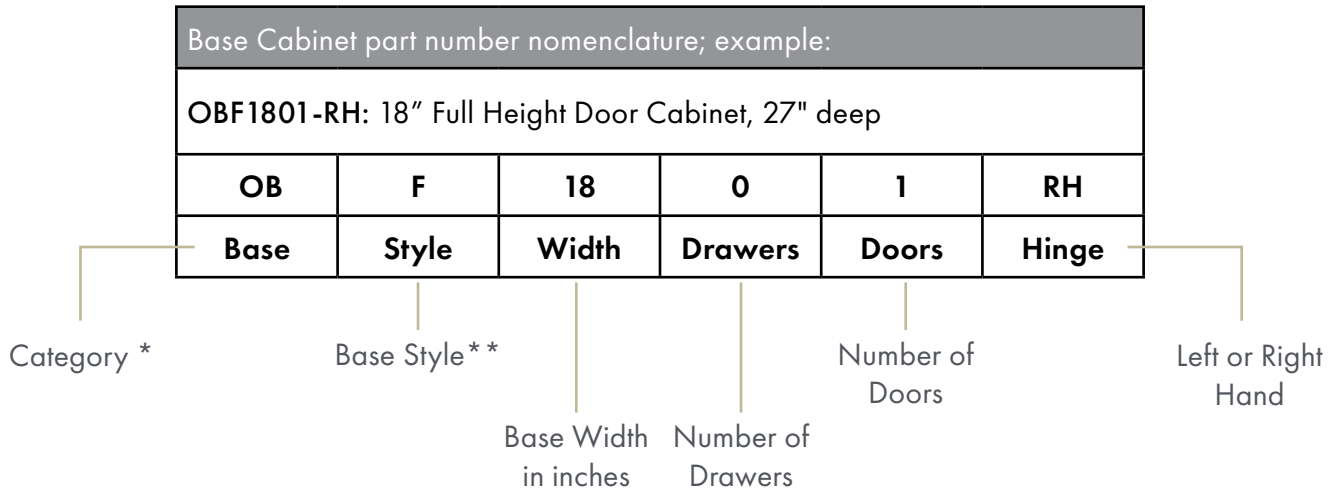 Base Cabinet part number nomenclature; example:
OBF1801-RH: 18” Full Height Door Cabinet, 27" deep
OB F 18 0 1 RH
Base Style Width Drawers Doors Hinge
Category * Base Style** Number of Doors Left or Right Hand
Base Width in inches Number of Drawers